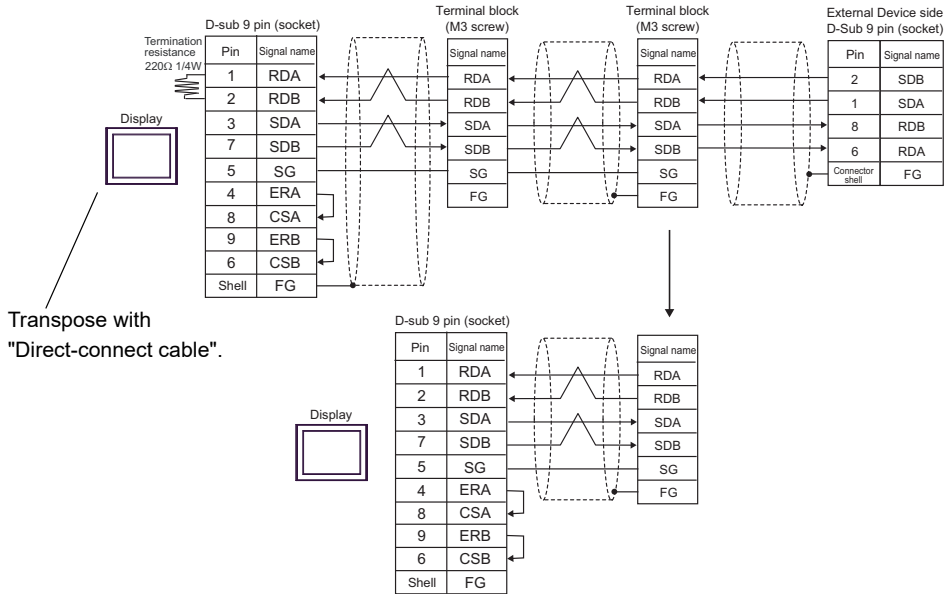 D-sub 9 pin (socket)
Terminal block
(M3 screw)
Terminal block
(M3 screw)
External Device side
D-Sub 9 pin (socket)
Termination
resistance
220Ω 1/4W
Display
Pin Signal name
1 RDA
2 RDB
3 SDA
7 SDB
5 SG
4 ERA
8 CSA
9 ERB
6 CSB
Shell FG
Signal name
RDA
RDB
SDA
SDB
SG
FG
Signal name
RDA
RDB
SDA
SDB
SG
FG
Pin Signal name
2 SDB
1 SDA
8 RDB
6 RDA
Connector
shell
FG
Transpose with
"Direct-connect cable".
D-sub 9 pin (socket)
Display
Pin Signal name
1 RDA
2 RDB
3 SDA
7 SDB
5 SG
4 ERA
8 CSA
9 ERB
6 CSB
Shell FG
Signal name
RDA
RDB
SDA
SDB
SG
FG